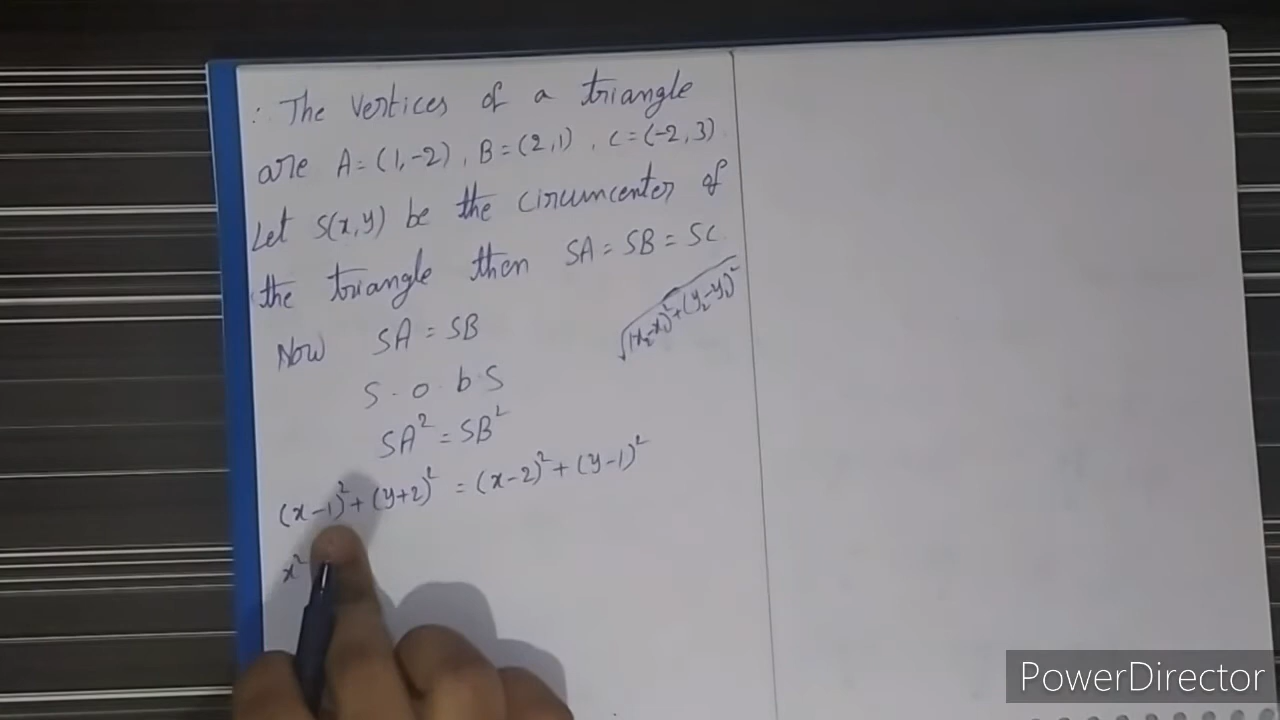 ∴ The vertices of a triangle
are A = (1,-2), B = (2,1), C = (-2,3)
Let S(x,y) be the circumcenter of
the triangle then SA = SB = SC
√(x₂-x₁)²+(y₂-y₁)²
Now SA = SB
S.O.b.S
SA² = SB²
(x-1)²+(y+2)² = (x-2)²+(y-1)²
x²
PowerDirector